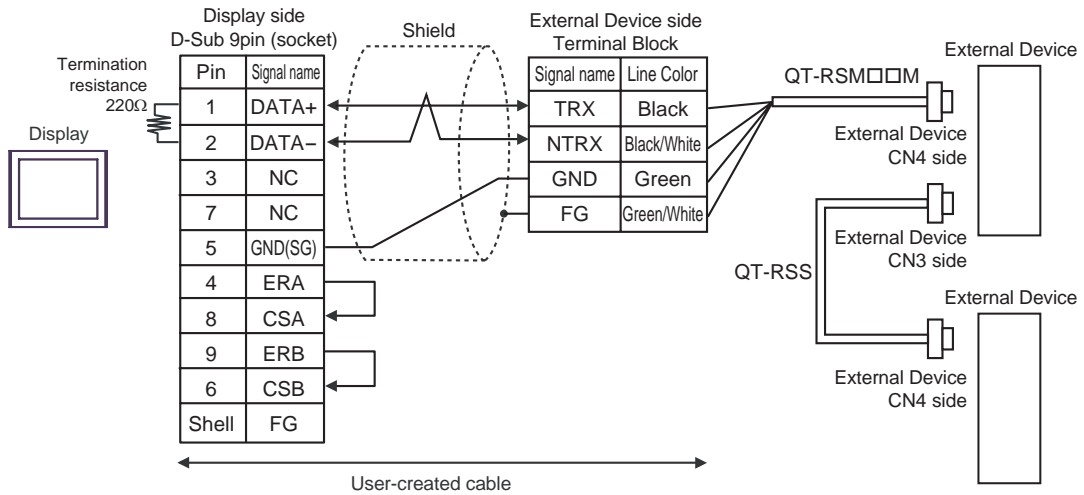 Display side
D-Sub 9pin (socket)
Shield
External Device side
Terminal Block
Termination
resistance
220Ω
Display
Pin Signal name
1 DATA+
2 DATA−
3 NC
7 NC
5 GND(SG)
4 ERA
8 CSA
9 ERB
6 CSB
Shell FG
Signal name Line Color
TRX Black
NTRX Black/White
GND Green
FG Green/White
QT-RSM□□M
External Device
External Device
CN4 side
External Device
CN3 side
QT-RSS
External Device
External Device
CN4 side
User-created cable